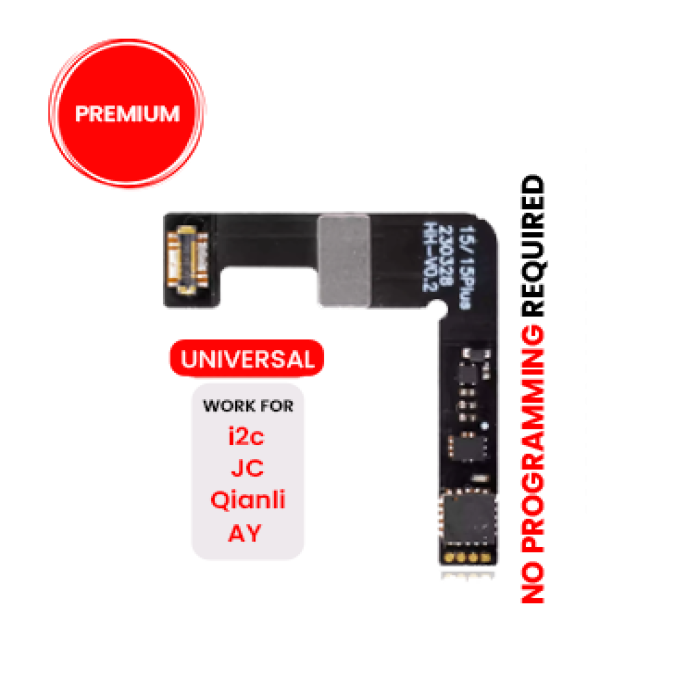 PREMIUM
15/15Plus
230328
HH-V0.2
UNIVERSAL
WORK FOR
i2c
JC
Qianli
AY
NO PROGRAMMING REQUIRED